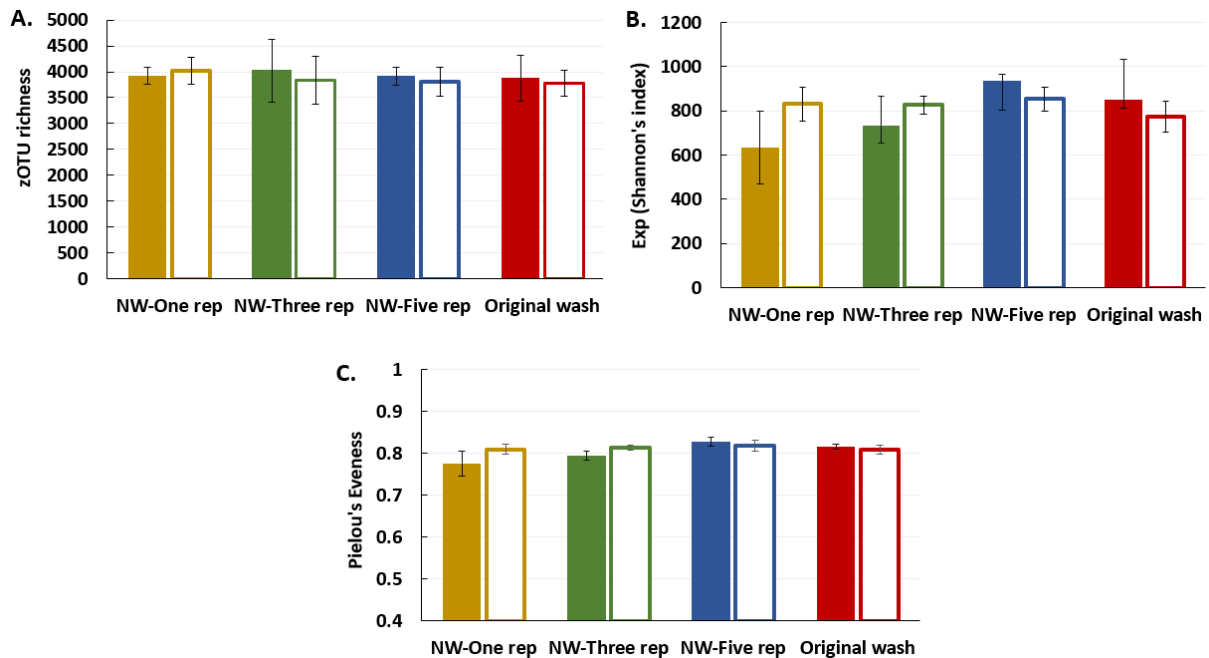 A.
zOTU richness
5000
4500
4000
3500
3000
2500
2000
1500
1000
500
0
NW-One rep NW-Three rep NW-Five rep Original wash
B.
Exp (Shannon's index)
1200
1000
800
600
400
200
0
NW-One rep NW-Three rep NW-Five rep Original wash
C.
Pielou's Eveness
1
0.9
0.8
0.7
0.6
0.5
0.4
NW-One rep NW-Three rep NW-Five rep Original wash